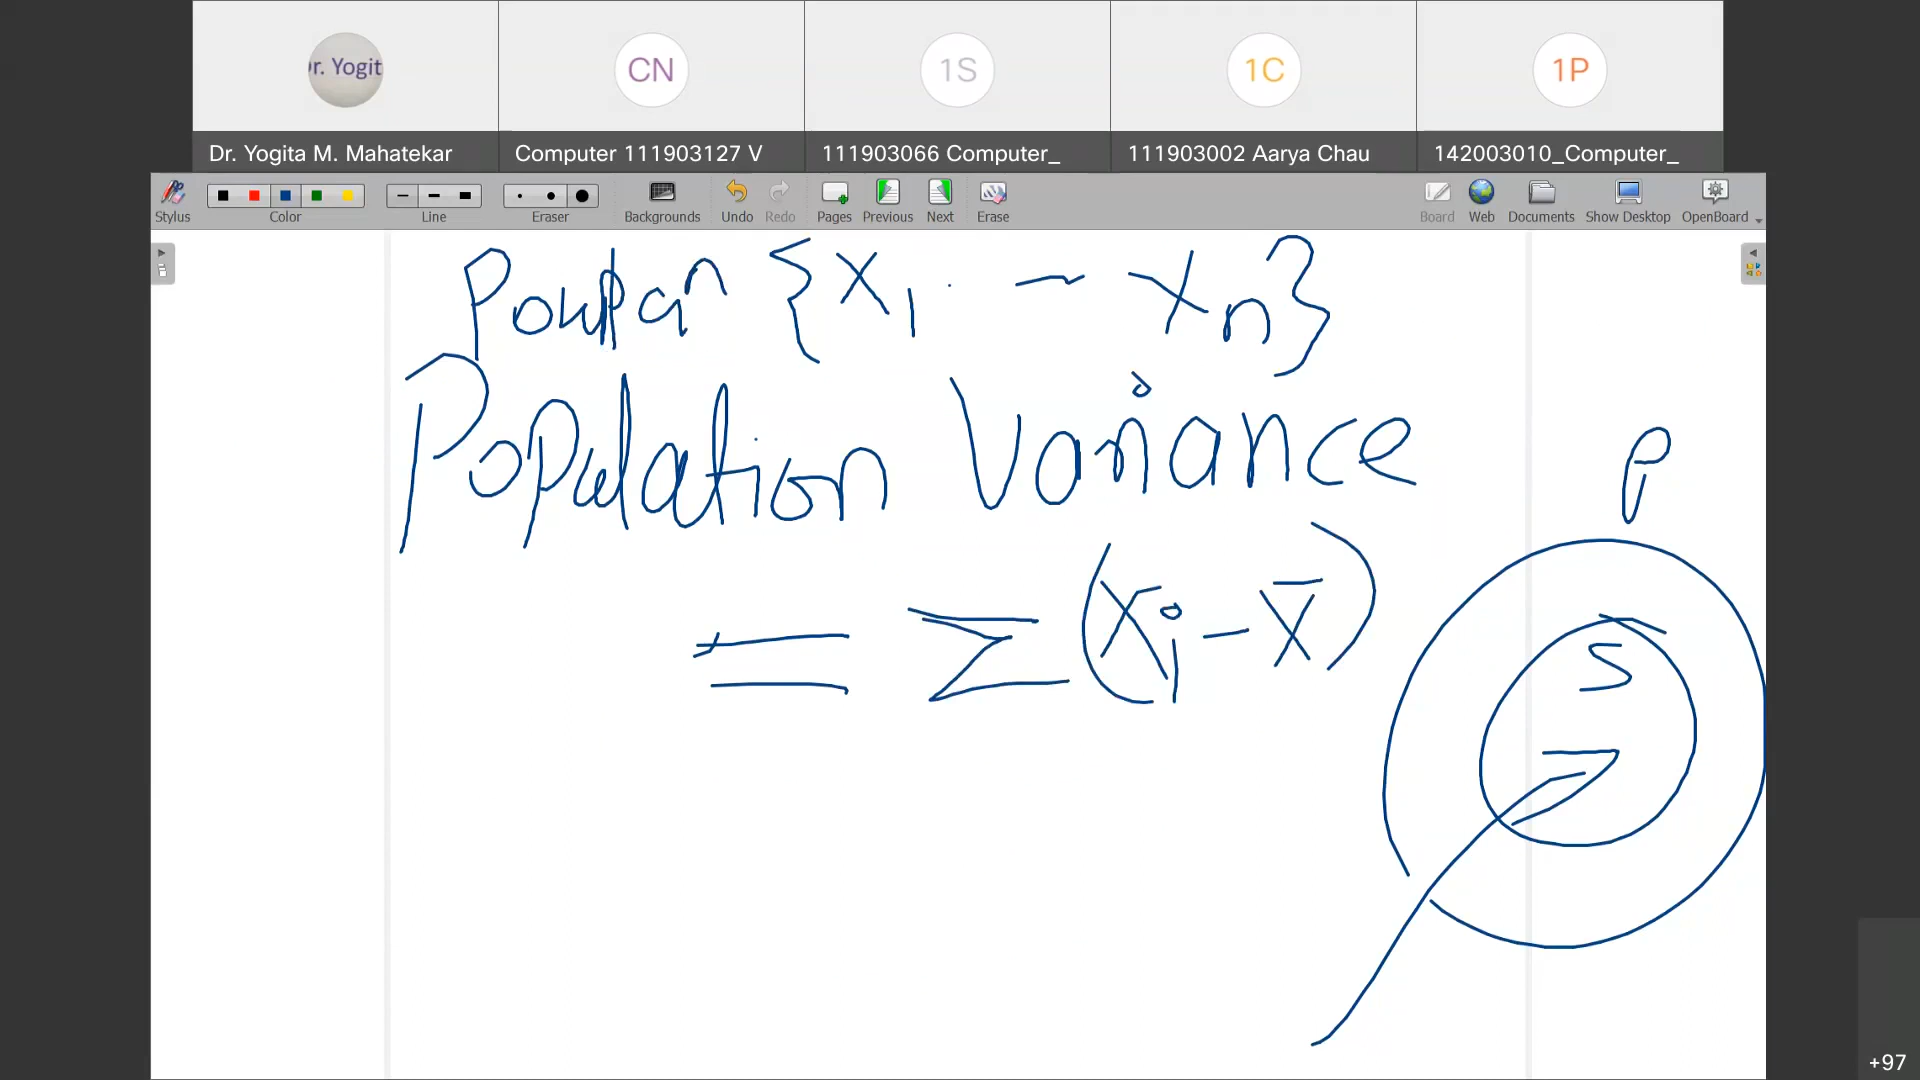 r. Yogit
CN
1S
1C
1P
Dr. Yogita M. Mahatekar
Computer 111903127 V
111903066 Computer_
111903002 Aarya Chau
142003010_Computer_
Stylus
Color
Line
Eraser
Backgrounds
Undo
Redo
Pages
Previous
Next
Erase
Board
Web
Documents
Show Desktop
OpenBoard
{x1 - xn}
Population Variance
= Σ(Xi - X̄)
P
S
+97